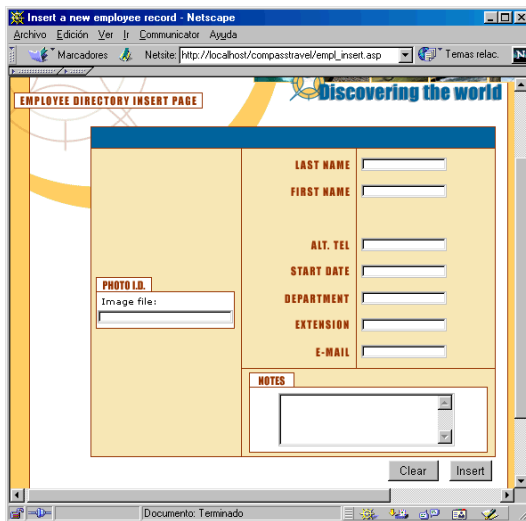 Insert a new employee record - Netscape
Archivo Edición Ver Ir Communicator Ayuda
Marcadores Netsite: http://localhost/compasstravel/empl_insert.asp Temas relac. N
Discovering the world
EMPLOYEE DIRECTORY INSERT PAGE
LAST NAME
FIRST NAME
ALT. TEL
START DATE
PHOTO I.D.
Image file:
DEPARTMENT
EXTENSION
E-MAIL
NOTES
Clear Insert
Documento: Terminado